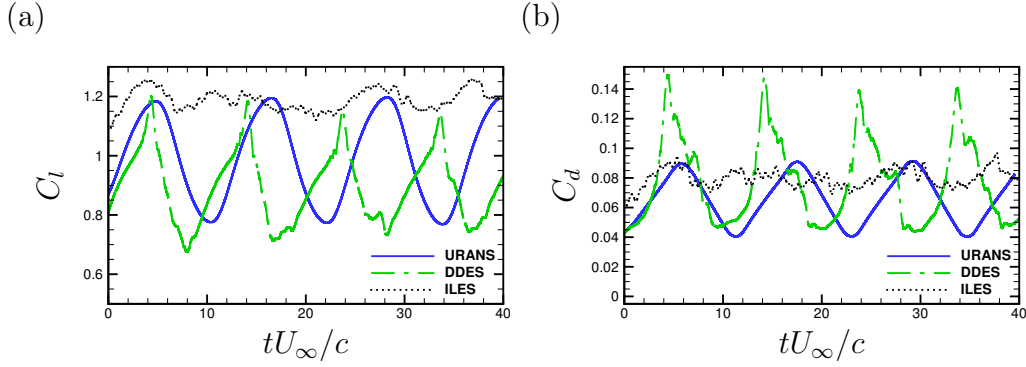 (a)
C_l
1.2
1
0.8
0.6
0 10 20 30 40
tU_∞/c
URANS
DDES
ILES
(b)
C_d
0.14
0.12
0.1
0.08
0.06
0.04
0.02
0
0 10 20 30 40
tU_∞/c
URANS
DDES
ILES